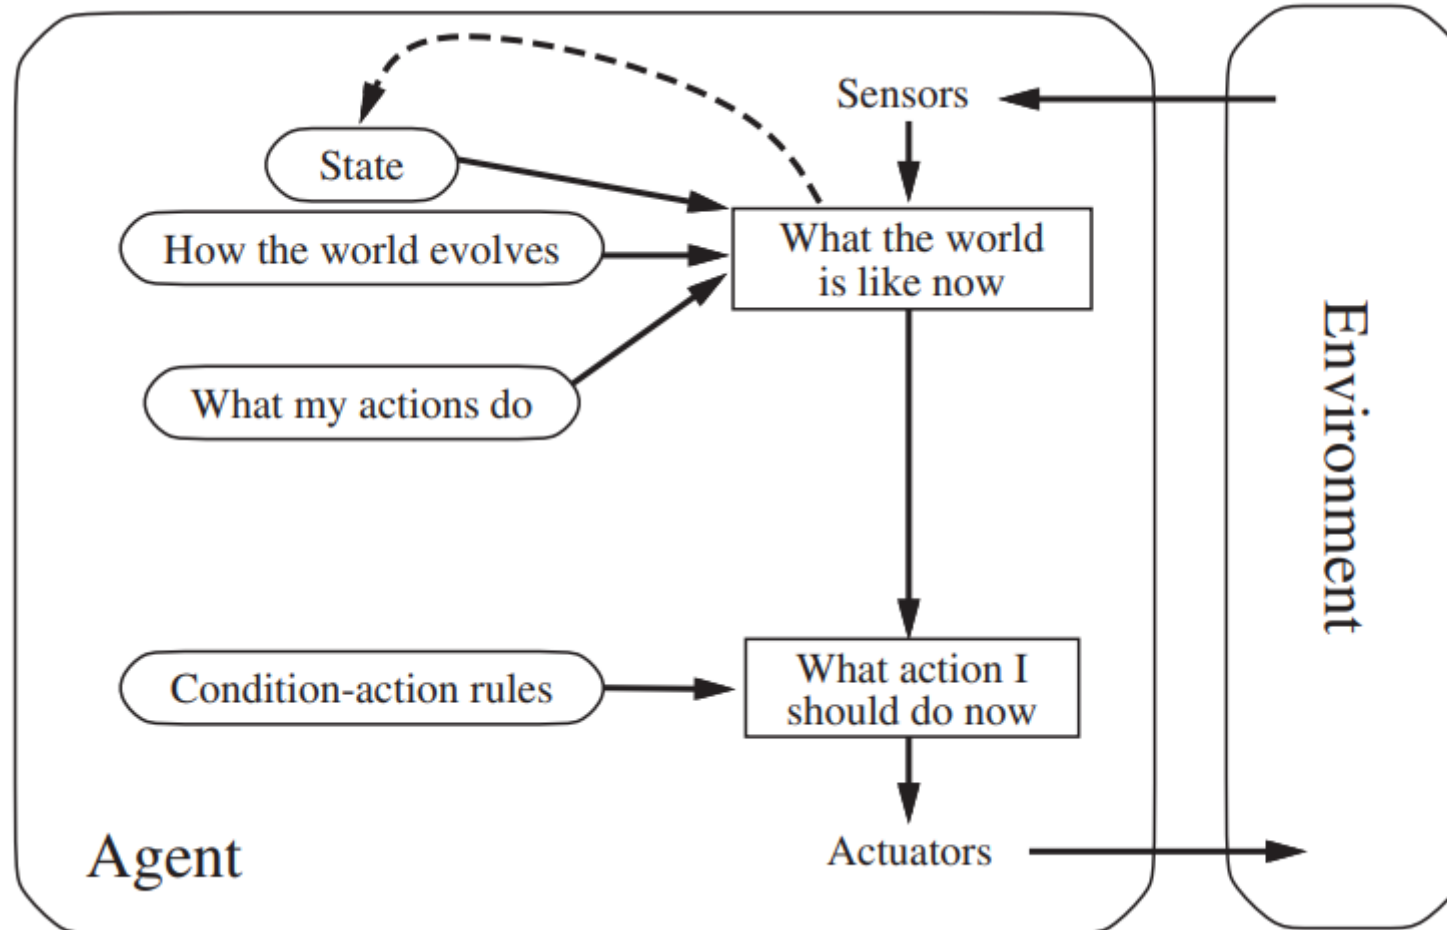 Sensors
State
How the world evolves
What the world
is like now
What my actions do
Environment
Condition-action rules
What action I
should do now
Agent
Actuators